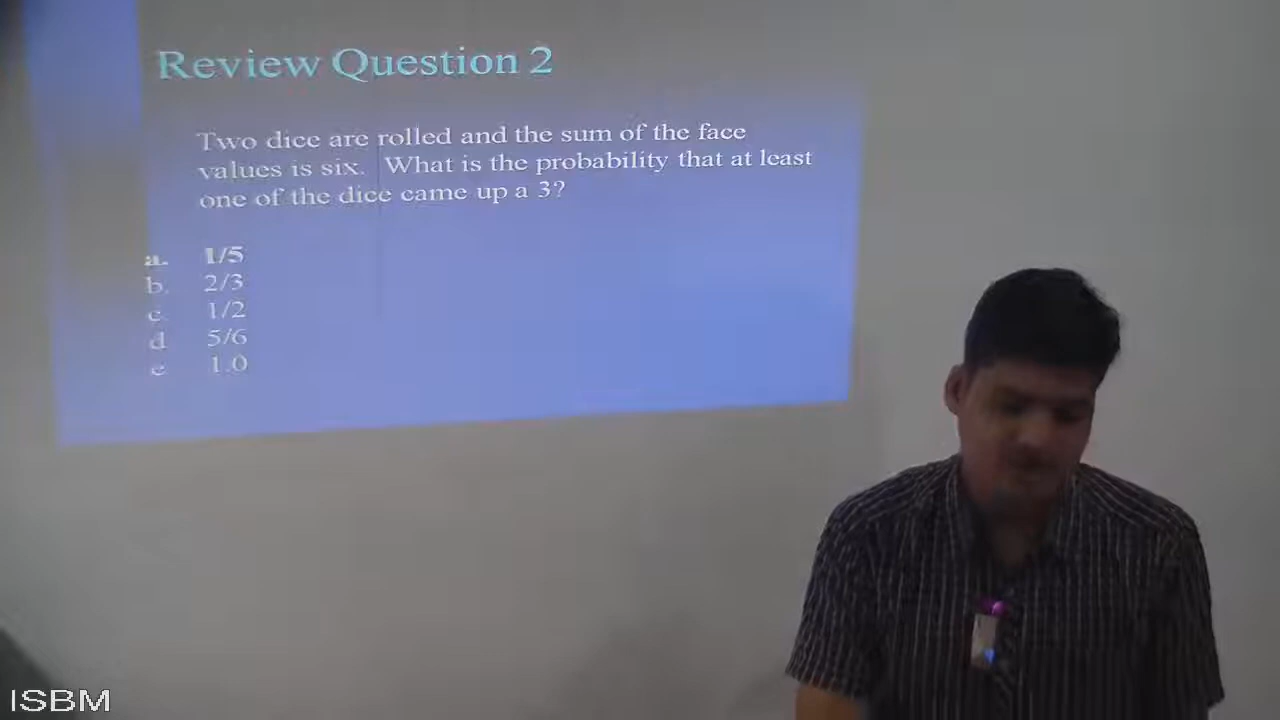 Review Question 2
Two dice are rolled and the sum of the face
values is six. What is the probability that at least
one of the dice came up a 3?
a. 1/5
b. 2/3
c. 1/2
d 5/6
e 1.0
ISBM